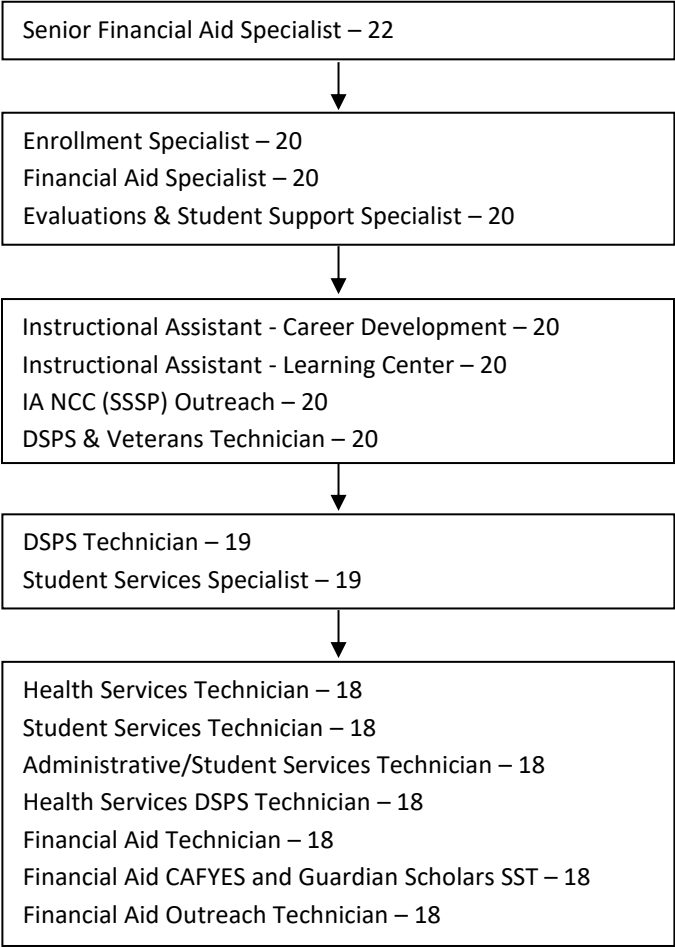 Senior Financial Aid Specialist – 22
Enrollment Specialist – 20
Financial Aid Specialist – 20
Evaluations & Student Support Specialist – 20
Instructional Assistant - Career Development – 20
Instructional Assistant - Learning Center – 20
IA NCC (SSSP) Outreach – 20
DSPS & Veterans Technician – 20
DSPS Technician – 19
Student Services Specialist – 19
Health Services Technician – 18
Student Services Technician – 18
Administrative/Student Services Technician – 18
Health Services DSPS Technician – 18
Financial Aid Technician – 18
Financial Aid CAFYES and Guardian Scholars SST – 18
Financial Aid Outreach Technician – 18